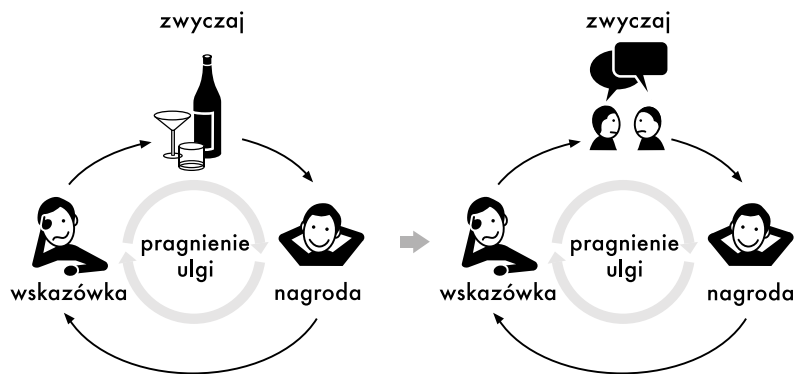 zwyczaj
pragnienie
ulgi
wskazówka
nagroda
zwyczaj
pragnienie
ulgi
wskazówka
nagroda